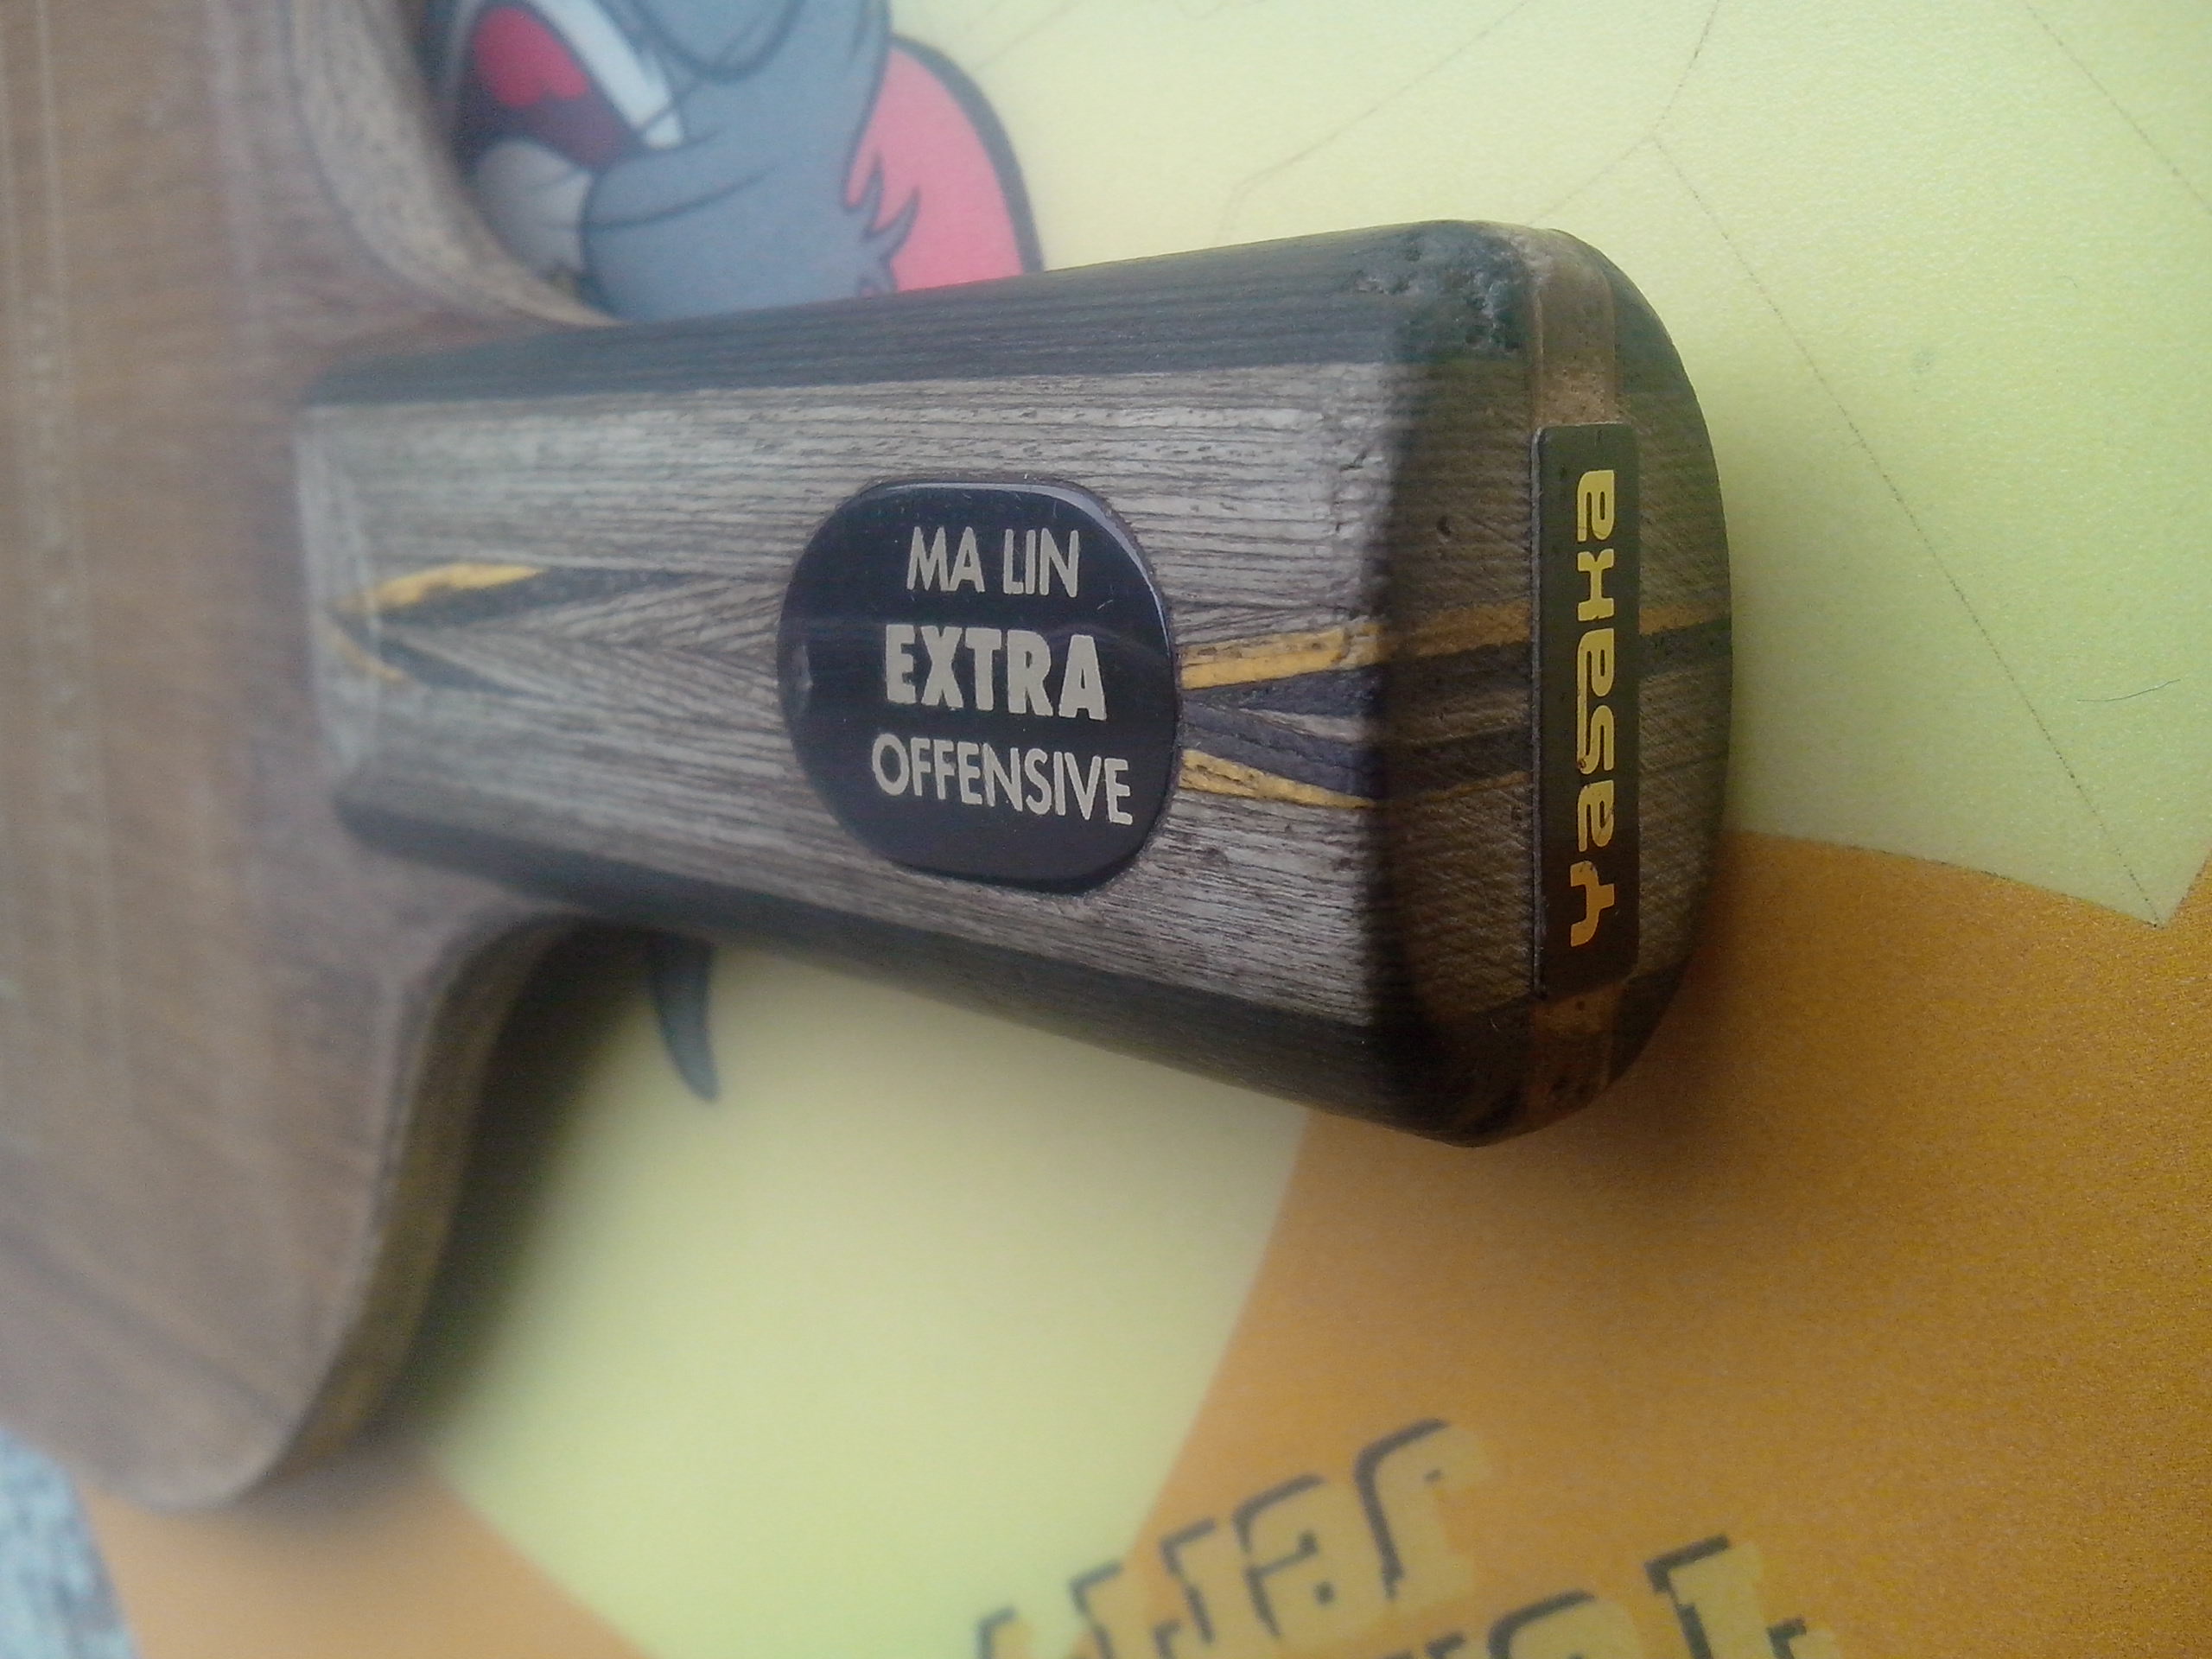 MA LIN
EXTRA
OFFENSIVE
Yasaka